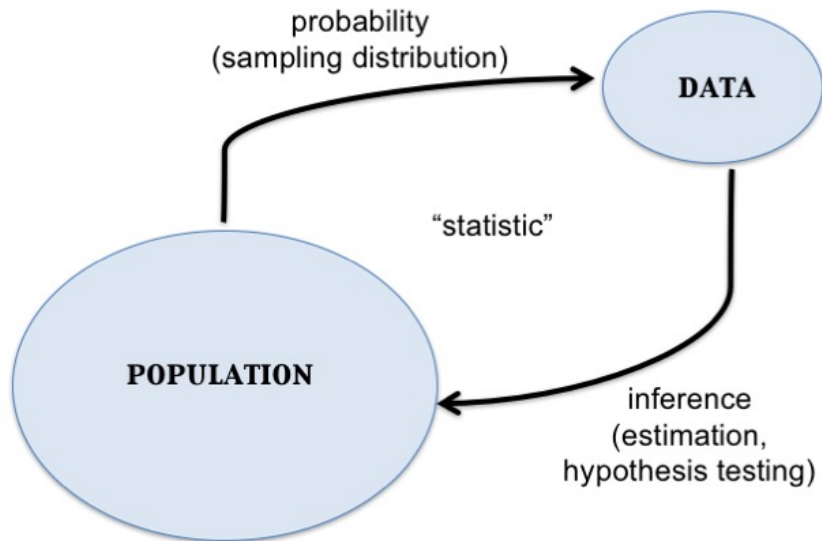 probability
(sampling distribution)
DATA
“statistic”
POPULATION
inference
(estimation,
hypothesis testing)